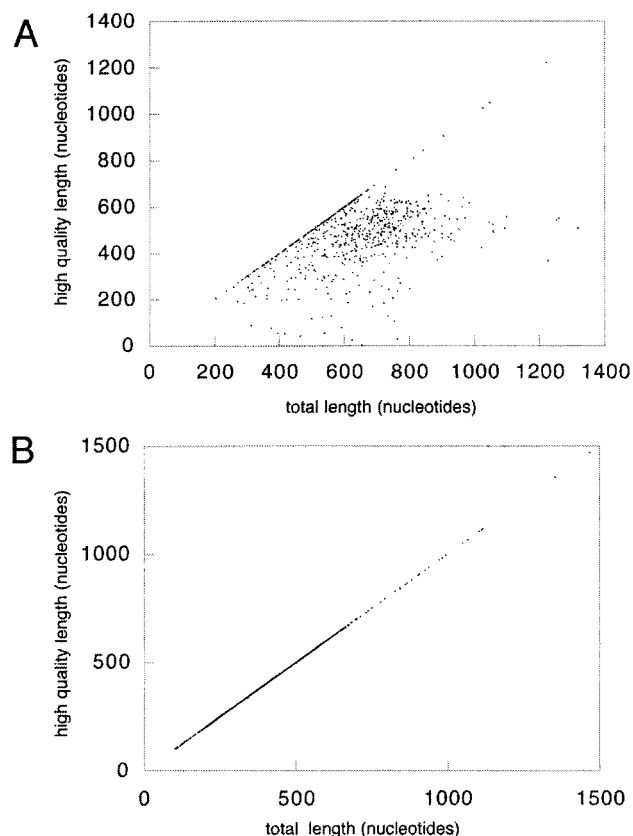 A
1400
1200
1000
800
600
400
200
0
high quality length (nucleotides)
0 200 400 600 800 1000 1200 1400
total length (nucleotides)
B
1500
1000
500
0
high quality length (nucleotides)
0 500 1000 1500
total length (nucleotides)